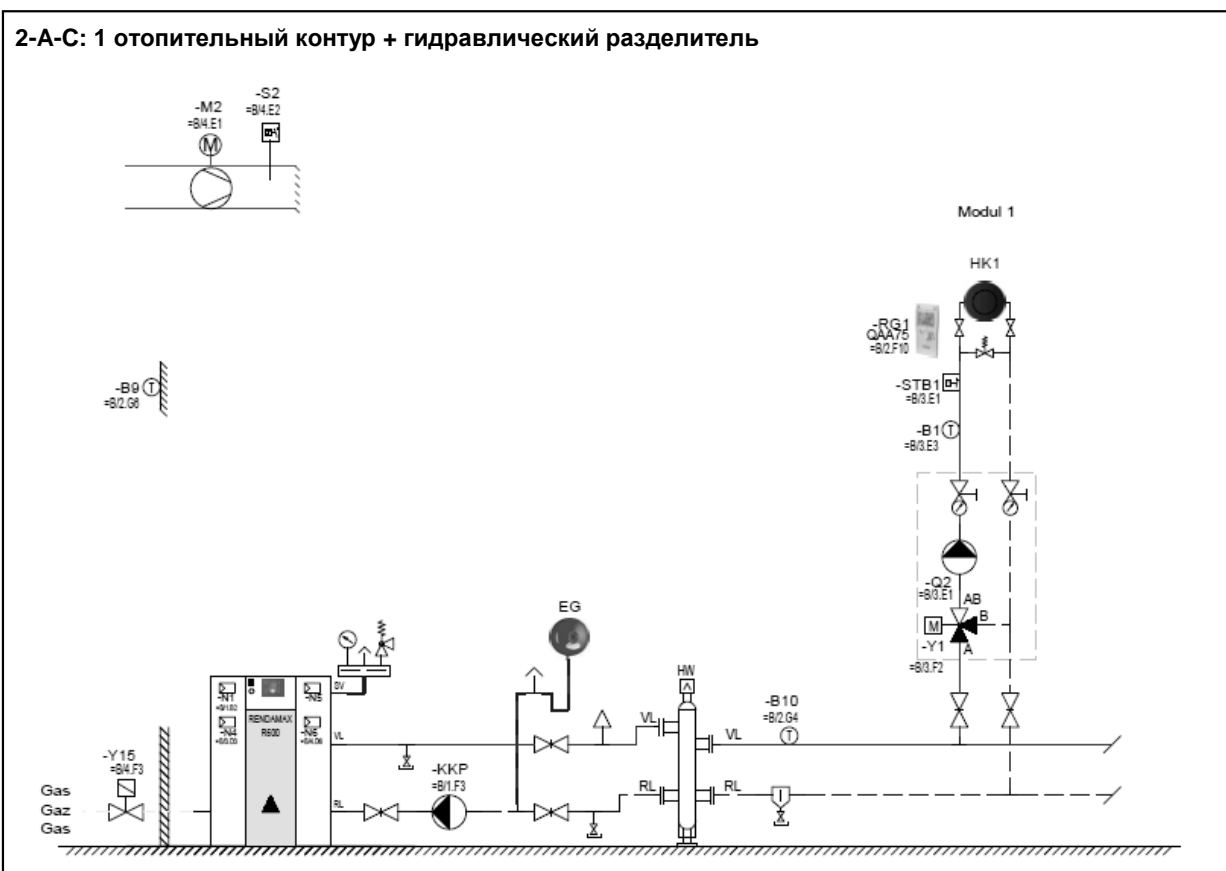 2-A-C: 1 отопительный контур + гидравлический разделитель
-S2
=B/4.E2
-M2
=B/4.E1
M
Modul 1
HK1
-RG1
QAA75
=B/2.F10
-B9 T
=B/2.G6
-STB1
=B/3.E1
-B1 T
=B/3.E3
-Q2
=B/3.E1
AB
B
M
-Y1
A
=B/3.F2
EG
HW
SV
-N1
-N5
RENDAMAX
R600
-N4
-N6
VL
VL
VL
-B10
=B/2.G4
T
-Y15
=B/4.F3
-KKP
=B/1.F3
RL
RL
RL
Gas
Gaz
Gas